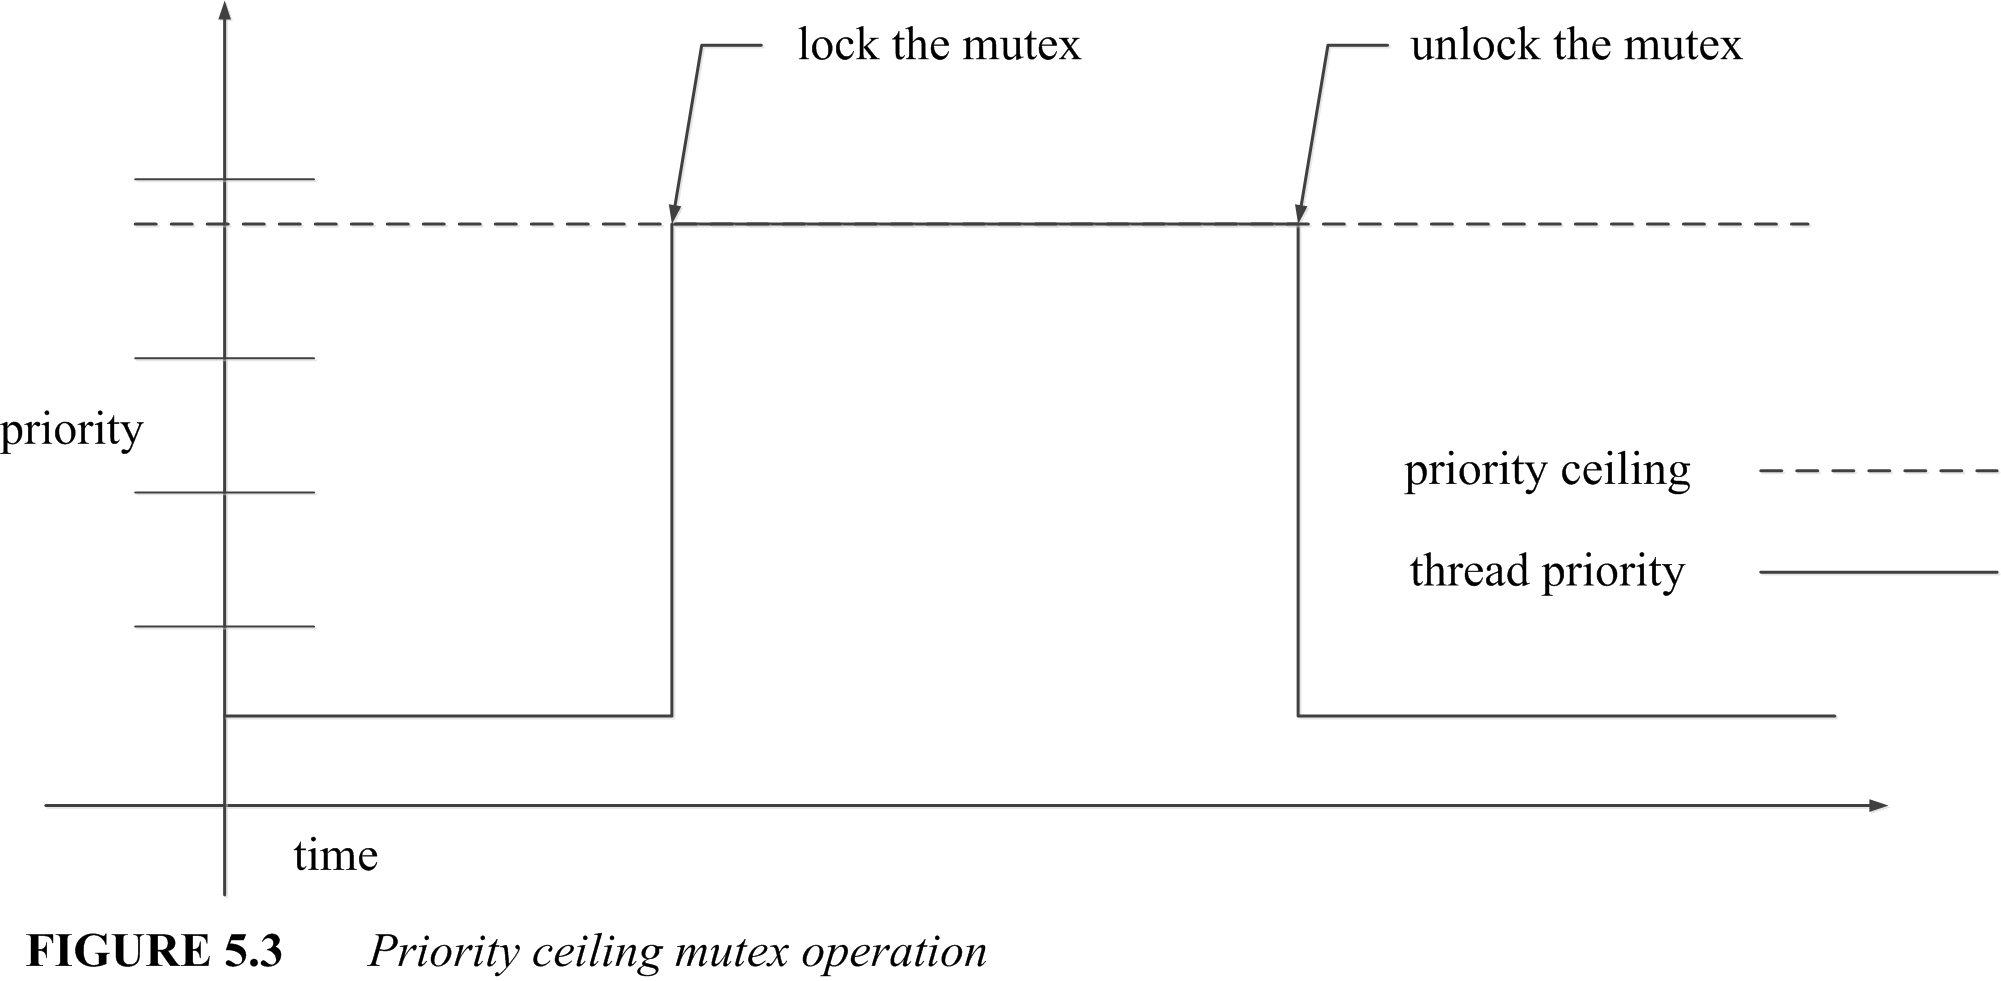 lock the mutex
unlock the mutex
priority
priority ceiling
thread priority
time
FIGURE 5.3 Priority ceiling mutex operation